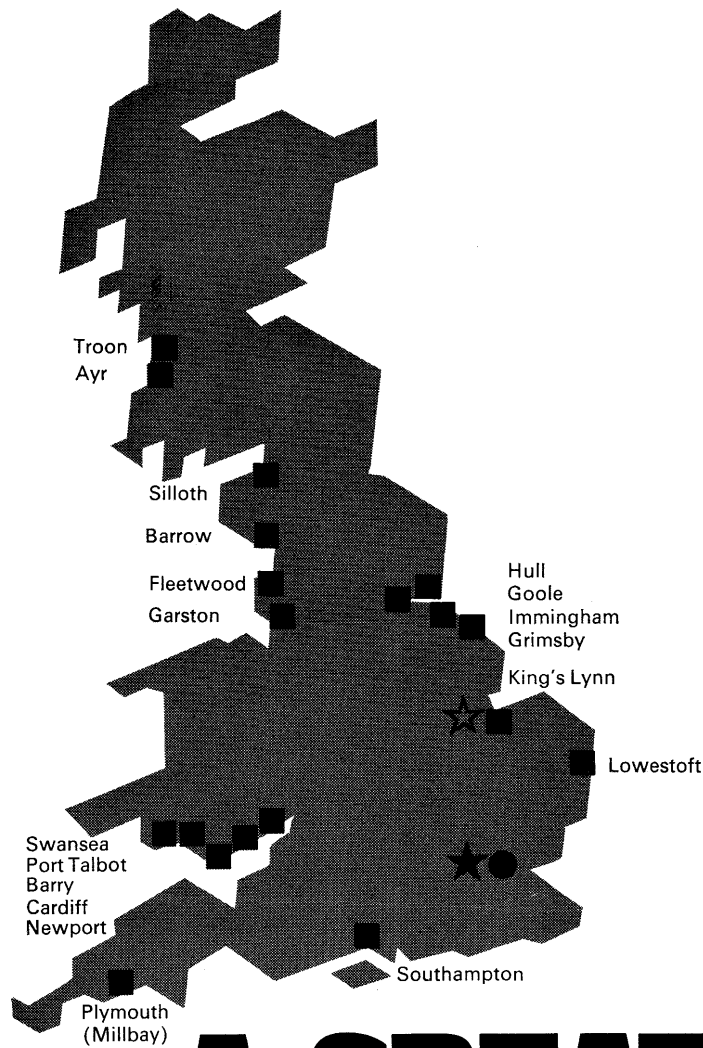 Troon
Ayr
Silloth
Barrow
Fleetwood
Garston
Hull
Goole
Immingham
Grimsby
King's Lynn
Lowestoft
Swansea
Port Talbot
Barry
Cardiff
Newport
Southampton
Plymouth
(Millbay)
A GREAT